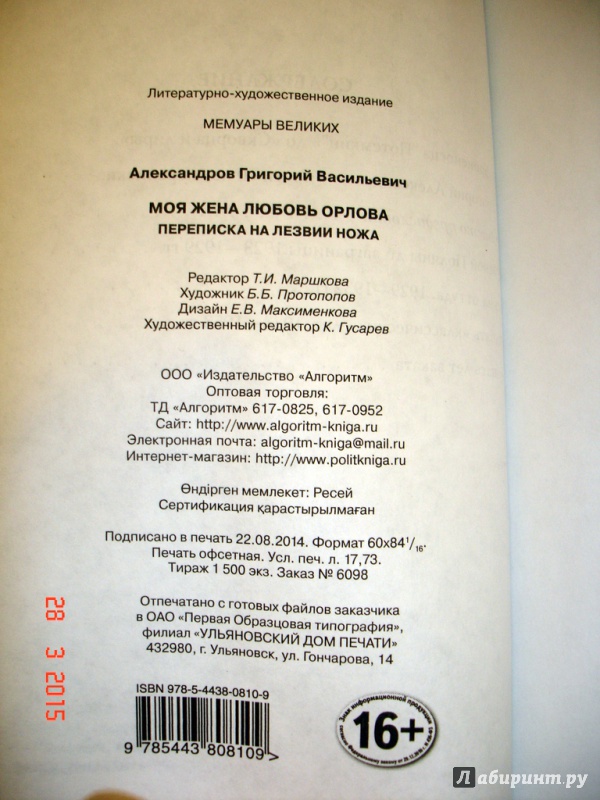 Литературно-художественное издание
МЕМУАРЫ ВЕЛИКИХ
Александров Григорий Васильевич
МОЯ ЖЕНА ЛЮБОВЬ ОРЛОВА
ПЕРЕПИСКА НА ЛЕЗВИИ НОЖА
Редактор Т.И. Маршкова
Художник Б.Б. Протопопов
Дизайн Е.В. Максименкова
Художественный редактор К. Гусарев
ООО «Издательство «Алгоритм»
Оптовая торговля:
ТД «Алгоритм» 617-0825, 617-0952
Сайт: http://www.algoritm-kniga.ru
Электронная почта: algoritm-kniga@mail.ru
Интернет-магазин: http://www.politkniga.ru
Өндірген мемлекет: Ресей
Сертификация қарастырылмаған
Подписано в печать 22.08.2014. Формат 60x84¹/₁₆.
Печать офсетная. Усл. печ. л. 17,73.
Тираж 1 500 экз. Заказ № 6098
Отпечатано с готовых файлов заказчика
в ОАО «Первая Образцовая типография»,
филиал «УЛЬЯНОВСКИЙ ДОМ ПЕЧАТИ»
432980, г. Ульяновск, ул. Гончарова, 14
ISBN 978-5-4438-0810-9
9 785443 808109 >
Знак информационной продукции
16+
28 3 2015
Лабиринт.ру